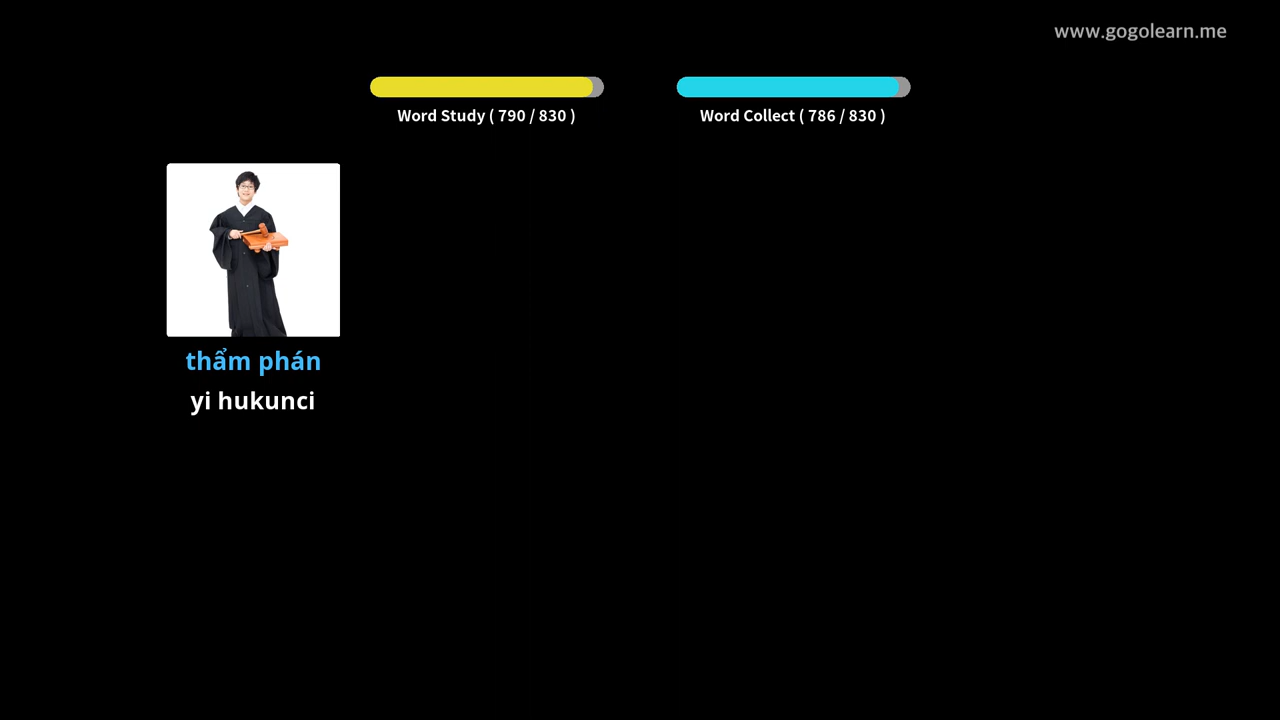 www.gogolearn.me
Word Study ( 790 / 830 )
Word Collect ( 786 / 830 )
thẩm phán
yi hukunci